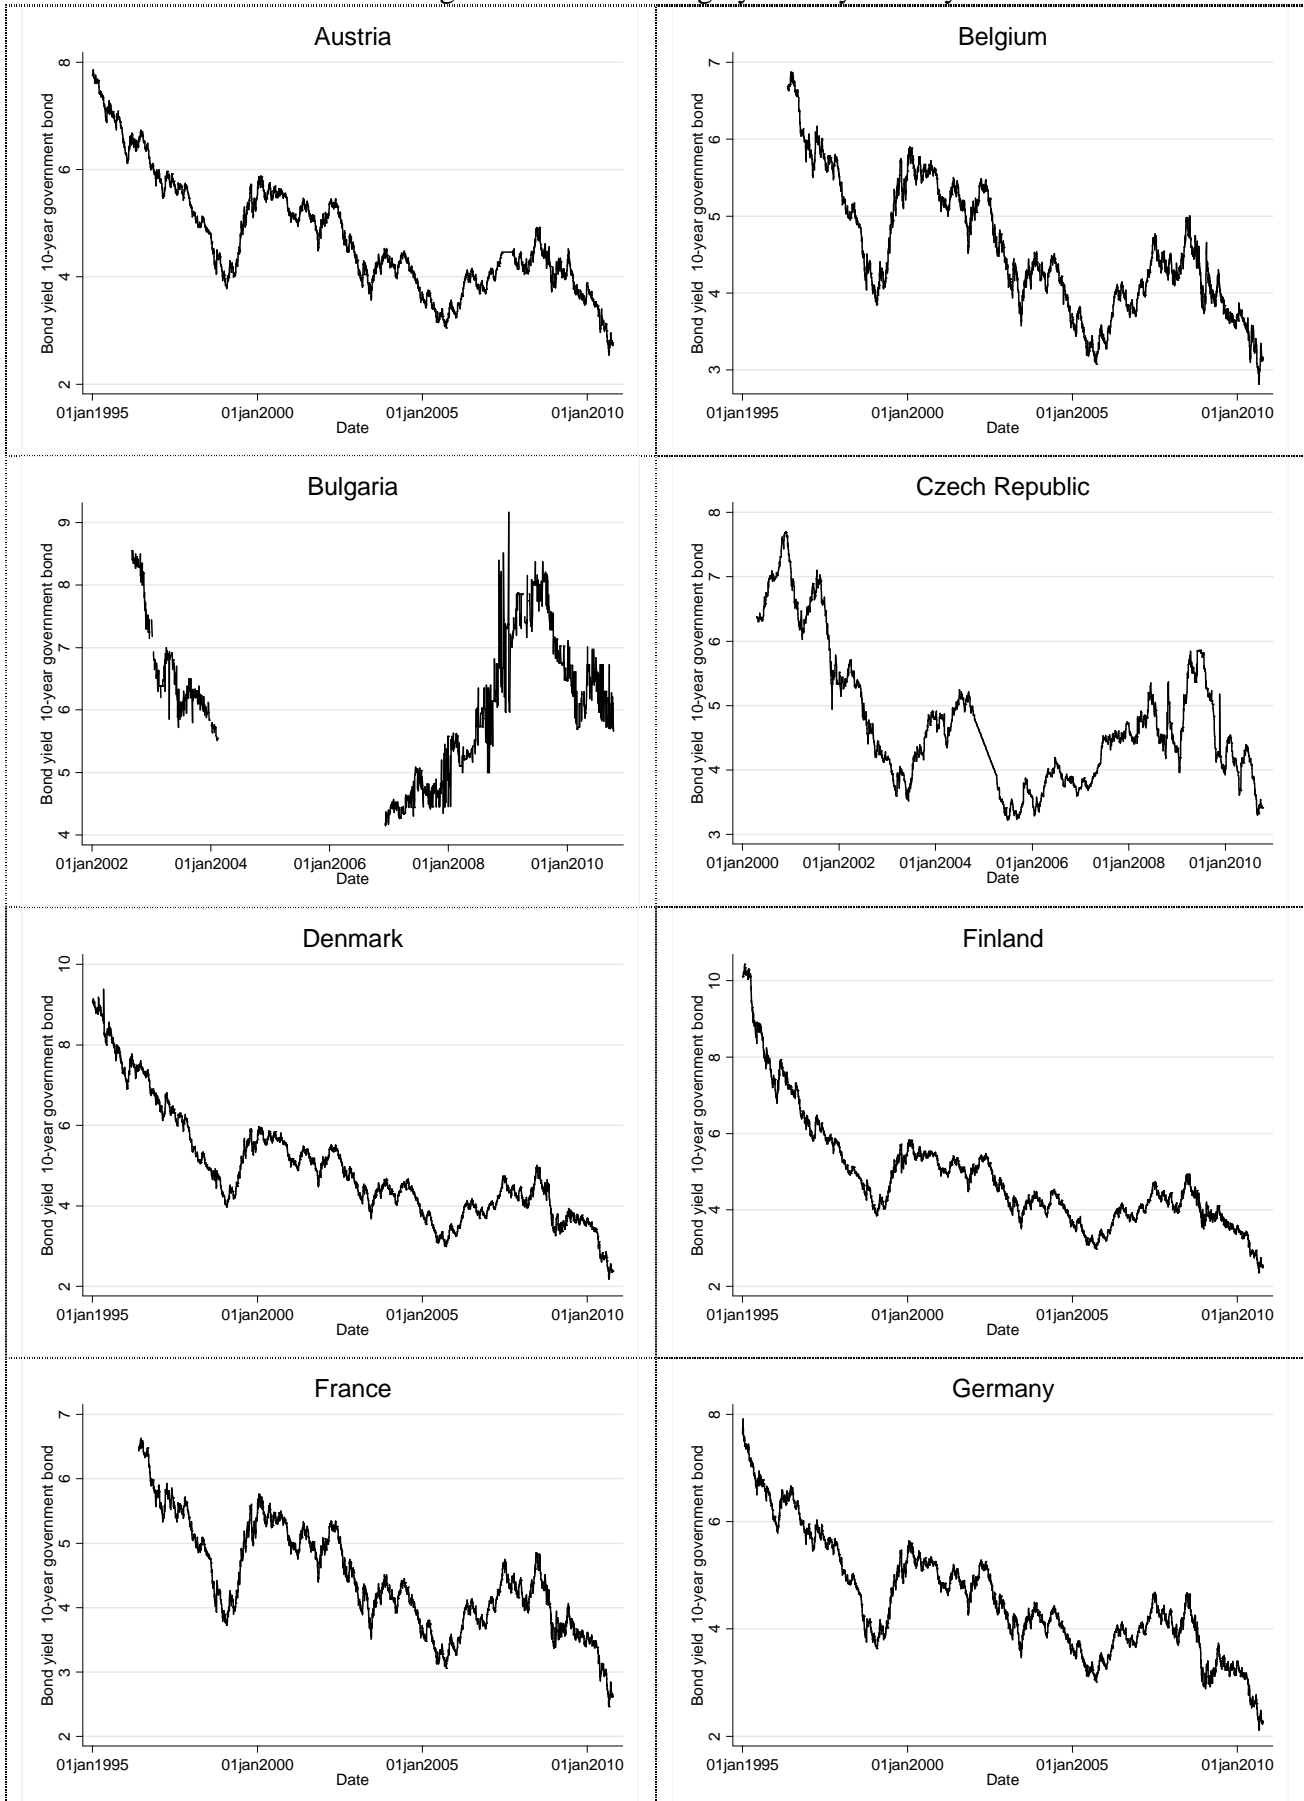 Austria
Bond yield 10-year government bond
8
6
4
2
01jan1995 01jan2000 01jan2005 01jan2010
Date
Belgium
Bond yield 10-year government bond
7
6
5
4
3
01jan1995 01jan2000 01jan2005 01jan2010
Date
Bulgaria
Bond yield 10-year government bond
9
8
7
6
5
4
01jan2002 01jan2004 01jan2006 01jan2008 01jan2010
Date
Czech Republic
Bond yield 10-year government bond
8
7
6
5
4
3
01jan2000 01jan2002 01jan2004 01jan2006 01jan2008 01jan2010
Date
Denmark
Bond yield 10-year government bond
10
8
6
4
2
01jan1995 01jan2000 01jan2005 01jan2010
Date
Finland
Bond yield 10-year government bond
10
8
6
4
2
01jan1995 01jan2000 01jan2005 01jan2010
Date
France
Bond yield 10-year government bond
7
6
5
4
3
2
01jan1995 01jan2000 01jan2005 01jan2010
Date
Germany
Bond yield 10-year government bond
8
6
4
2
01jan1995 01jan2000 01jan2005 01jan2010
Date